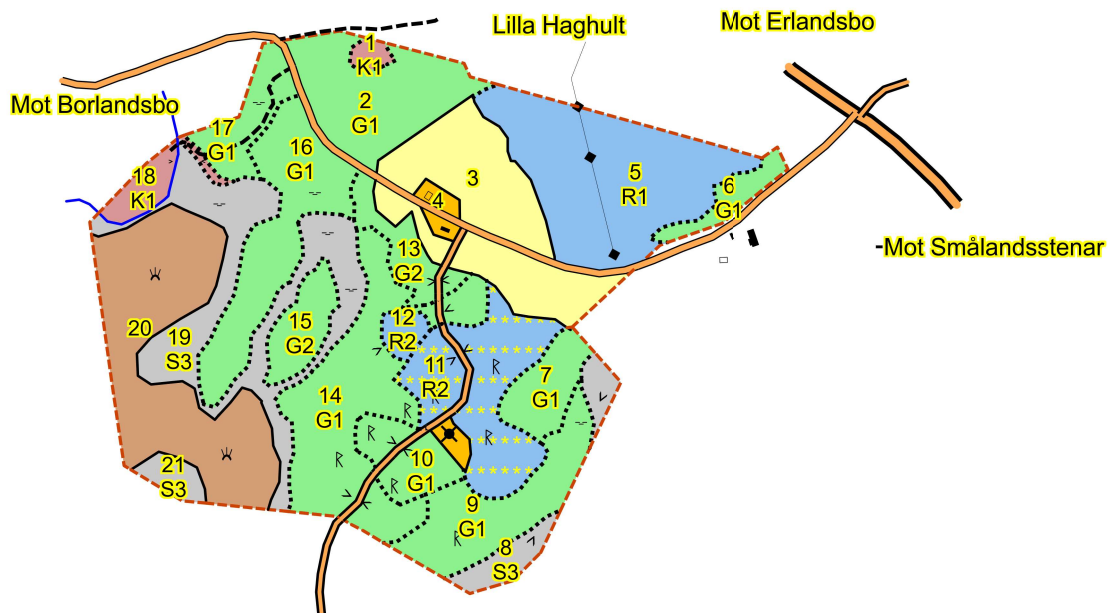 Lilla Haghult
Mot Erlandsbo
Mot Borlandsbo
1
K1
2
G1
17
G1
16
G1
18
K1
3
4
5
R1
6
G1
Mot Smålandsstenar
13
G2
12
R2
15
G2
20
19
S3
11
R2
7
G1
14
G1
10
G1
21
S3
9
G1
8
S3